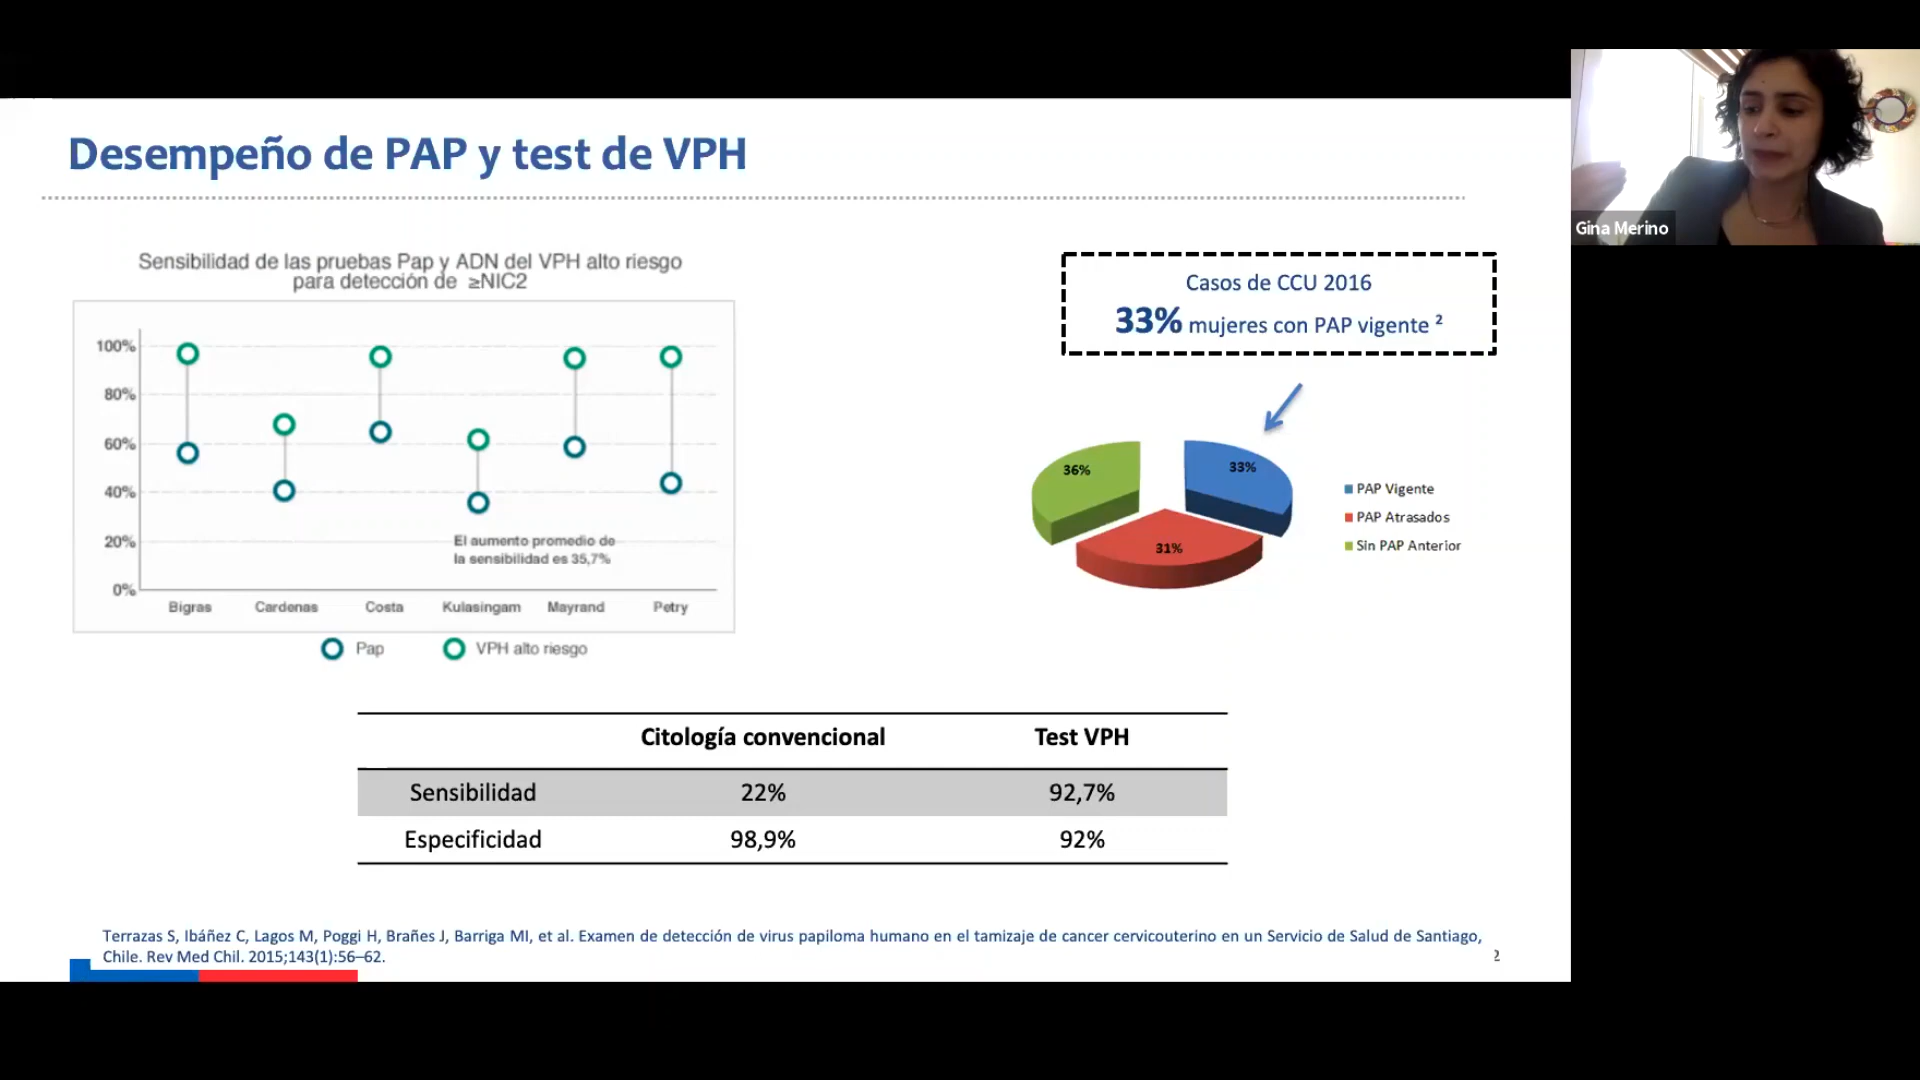 Desempeño de PAP y test de VPH
Gina Merino
Sensibilidad de las pruebas Pap y ADN del VPH alto riesgo
para detección de ≥NIC2
100%
80%
60%
40%
20%
0%
El aumento promedio de
la sensibilidad es 35,7%
Bigras Cardenas Costa Kulasingam Mayrand Petry
Pap VPH alto riesgo
Casos de CCU 2016
33% mujeres con PAP vigente ²
36%
33%
31%
PAP Vigente
PAP Atrasados
Sin PAP Anterior
Citología convencional Test VPH
Sensibilidad 22% 92,7%
Especificidad 98,9% 92%
Terrazas S, Ibáñez C, Lagos M, Poggi H, Brañes J, Barriga MI, et al. Examen de detección de virus papiloma humano en el tamizaje de cancer cervicouterino en un Servicio de Salud de Santiago,
Chile. Rev Med Chil. 2015;143(1):56–62.
2